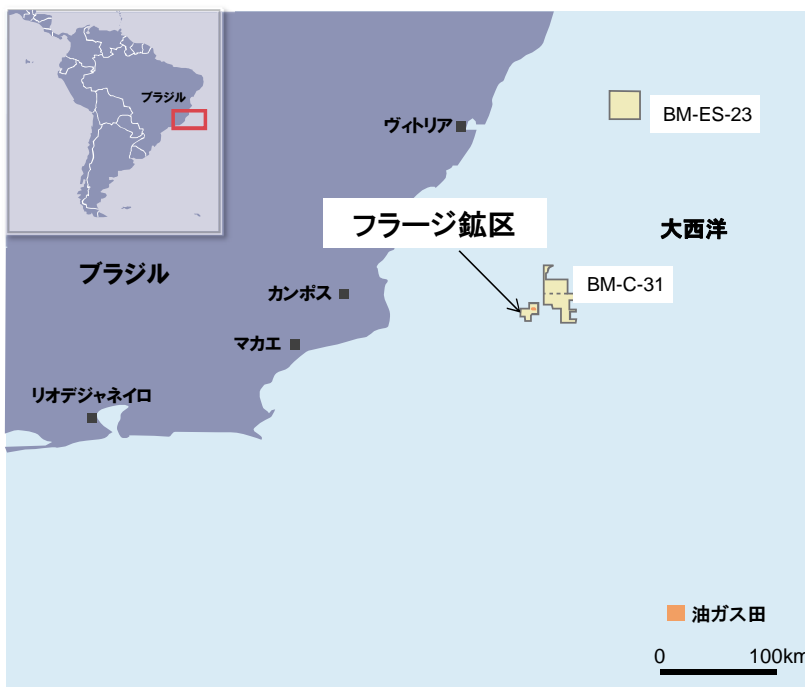 ブラジル
ヴィトリア
BM-ES-23
フラージ鉱区
大西洋
ブラジル
カンポス
BM-C-31
マカエ
リオデジャネイロ
油ガス田
0
100km